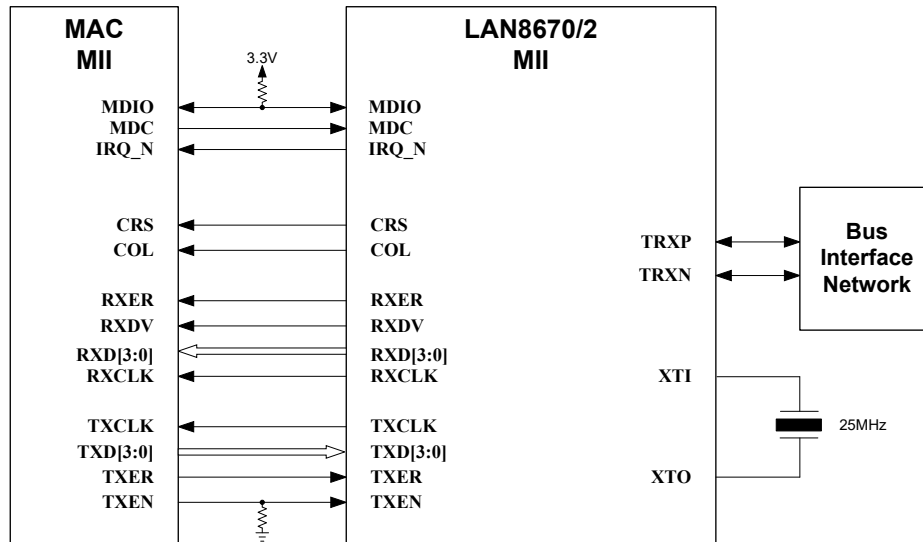 MAC
MII
LAN8670/2
MII
3.3V
MDIO
MDIO
MDC
MDC
IRQ_N
IRQ_N
CRS
CRS
COL
COL
RXER
RXER
RXDV
RXDV
RXD[3:0]
RXD[3:0]
RXCLK
RXCLK
TXCLK
TXCLK
TXD[3:0]
TXD[3:0]
TXER
TXER
TXEN
TXEN
TRXP
TRXN
XTI
XTO
Bus
Interface
Network
25MHz